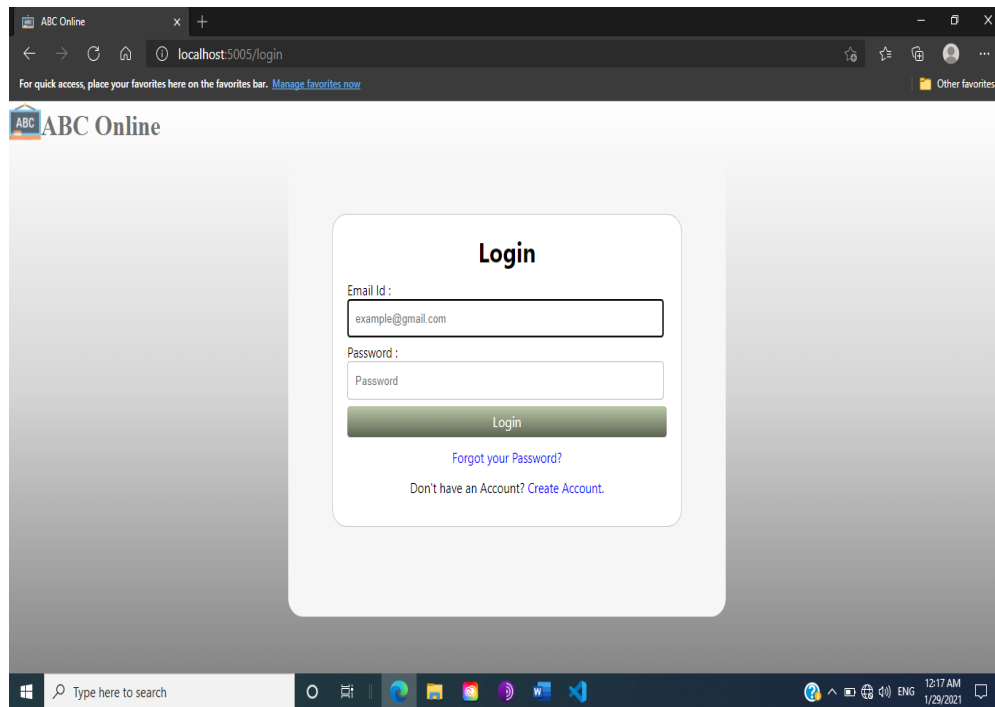 ABC Online
localhost:5005/login
For quick access, place your favorites here on the favorites bar. Manage favorites now
Other favorites
ABC ABC Online
Login
Email Id :
example@gmail.com
Password :
Password
Login
Forgot your Password?
Don't have an Account? Create Account.
Type here to search
ENG
12:17 AM
1/29/2021